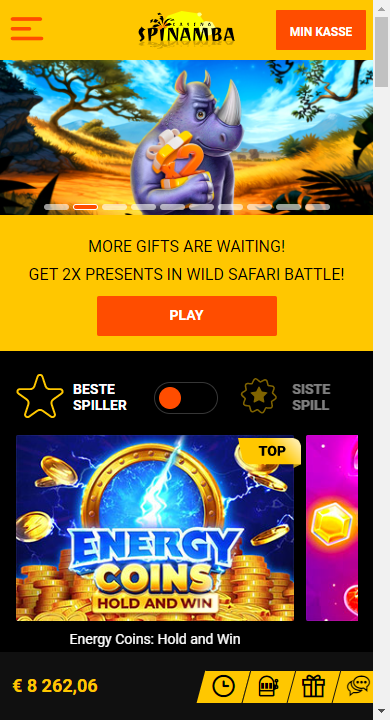 CASINO
SPINAMBA
MIN KASSE
x2
MORE GIFTS ARE WAITING!
GET 2X PRESENTS IN WILD SAFARI BATTLE!
PLAY
BESTE
SPILLER
SISTE
SPILL
TOP
ENERGY
COINS
HOLD AND WIN
Energy Coins: Hold and Win
€ 8 262,06